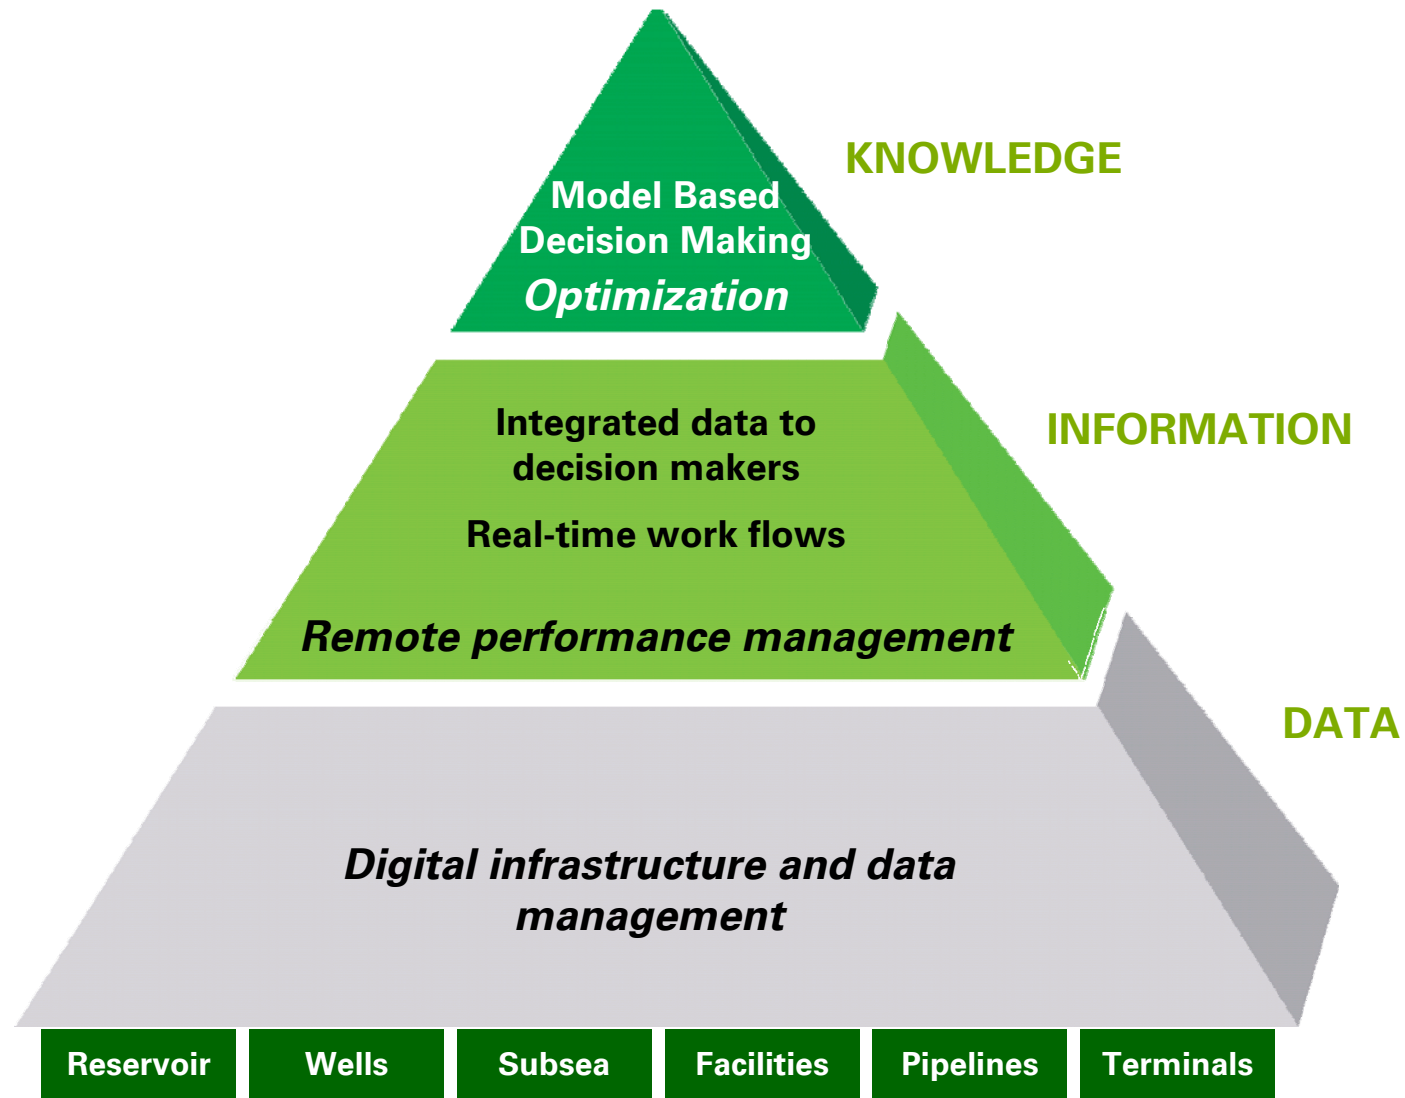 KNOWLEDGE
Model Based
Decision Making
Optimization
INFORMATION
Integrated data to
decision makers
Real-time work flows
Remote performance management
DATA
Digital infrastructure and data
management
Reservoir
Wells
Subsea
Facilities
Pipelines
Terminals